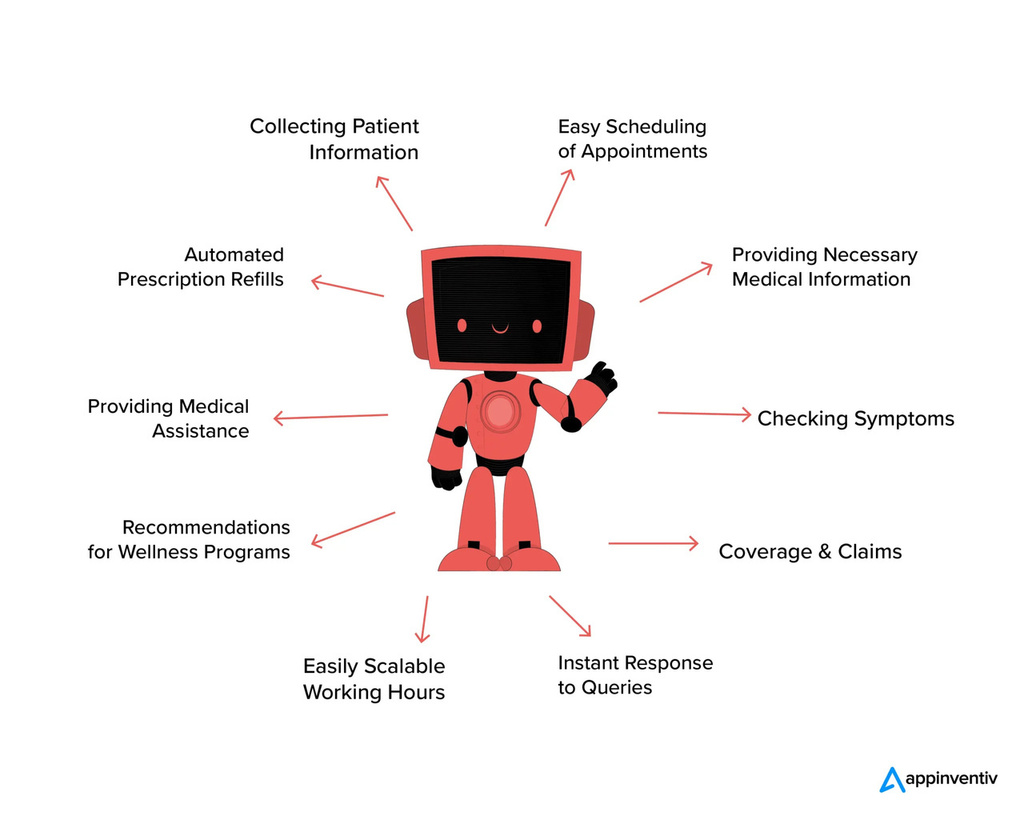 Collecting Patient
Information
Easy Scheduling
of Appointments
Automated
Prescription Refills
Providing Necessary
Medical Information
Providing Medical
Assistance
Checking Symptoms
Recommendations
for Wellness Programs
Coverage & Claims
Easily Scalable
Working Hours
Instant Response
to Queries
appinventiv